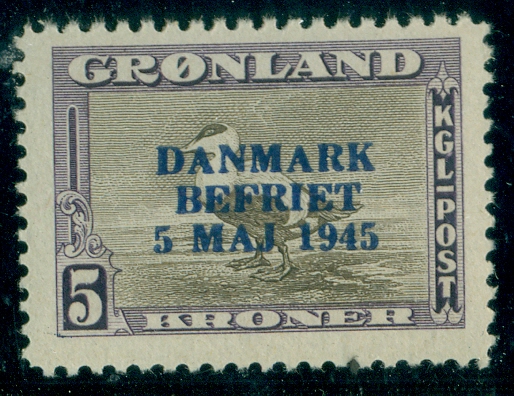 GRØNLAND
DANMARK
BEFRIET
5 MAJ 1945
KGL-POST
5
KRONER